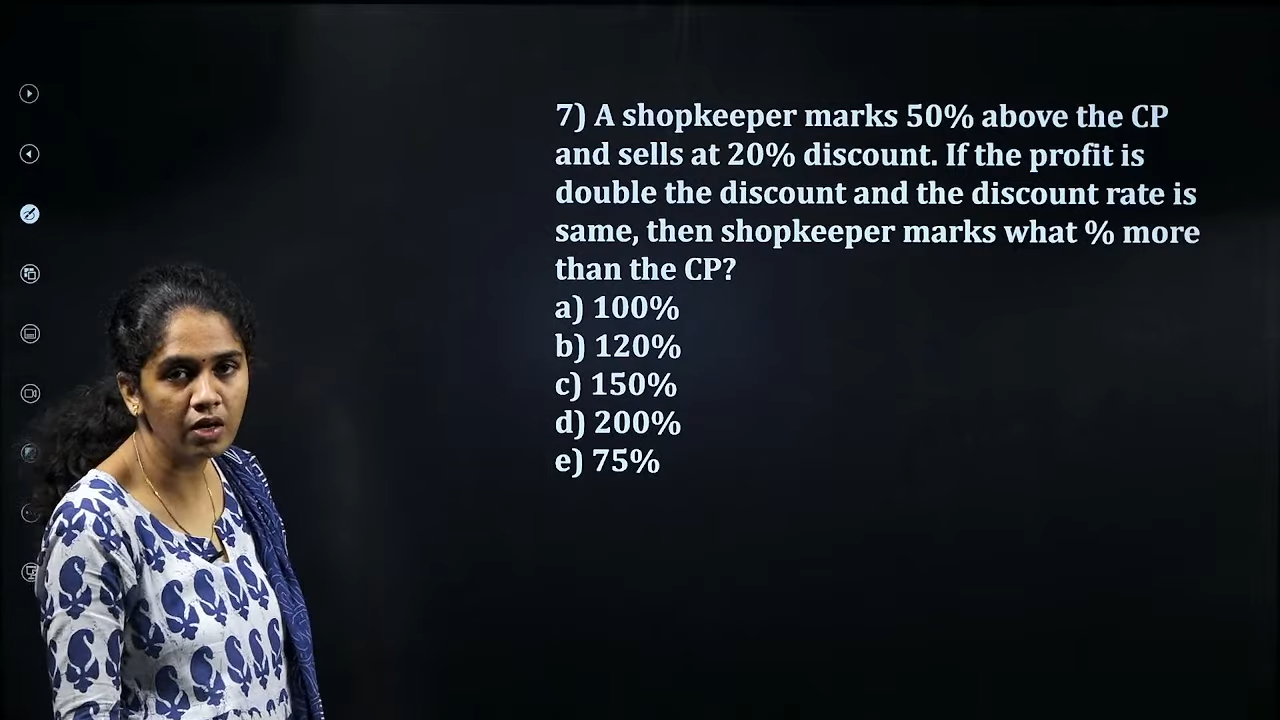 7) A shopkeeper marks 50% above the CP
and sells at 20% discount. If the profit is
double the discount and the discount rate is
same, then shopkeeper marks what % more
than the CP?
a) 100%
b) 120%
c) 150%
d) 200%
e) 75%